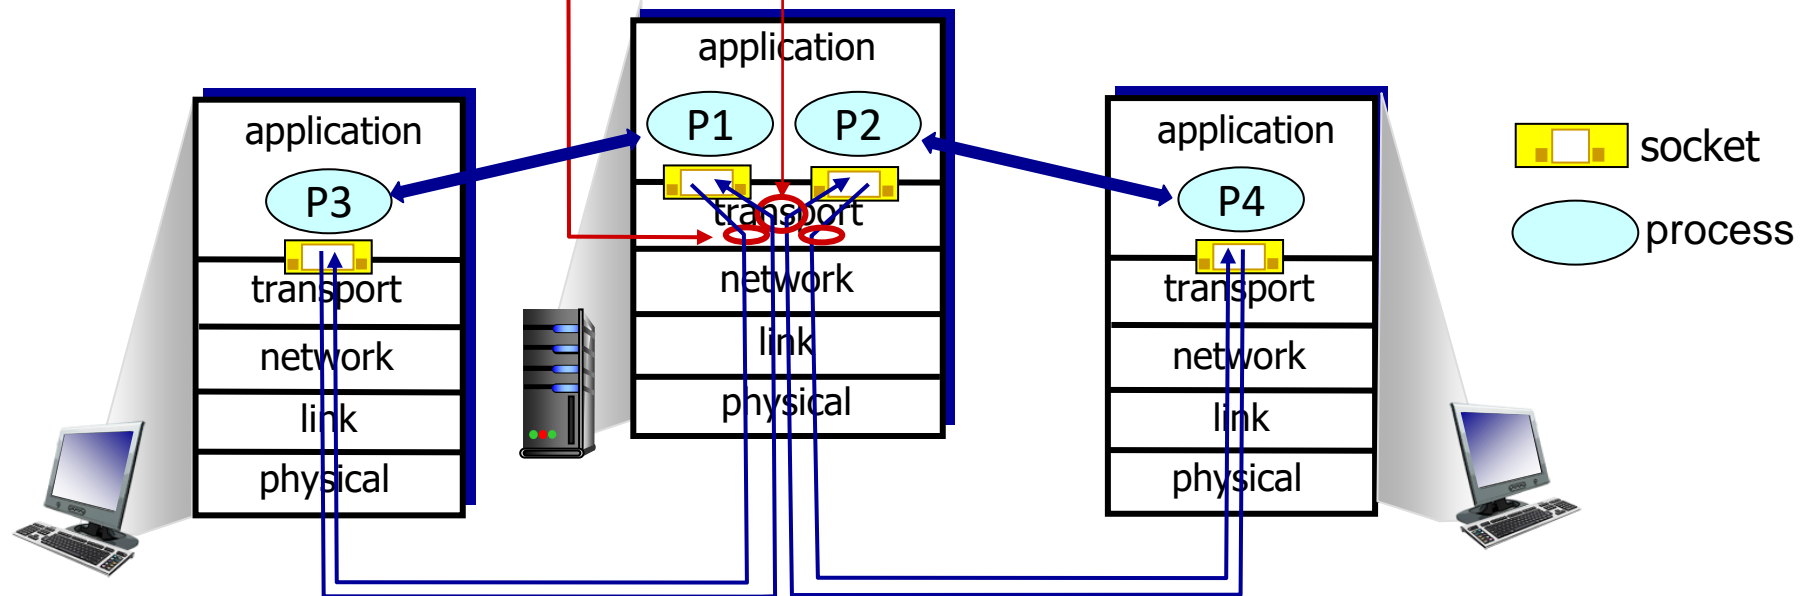 application
P3
transport
network
link
physical
application
P1 P2
transport
network
link
physical
application
P4
transport
network
link
physical
socket
process